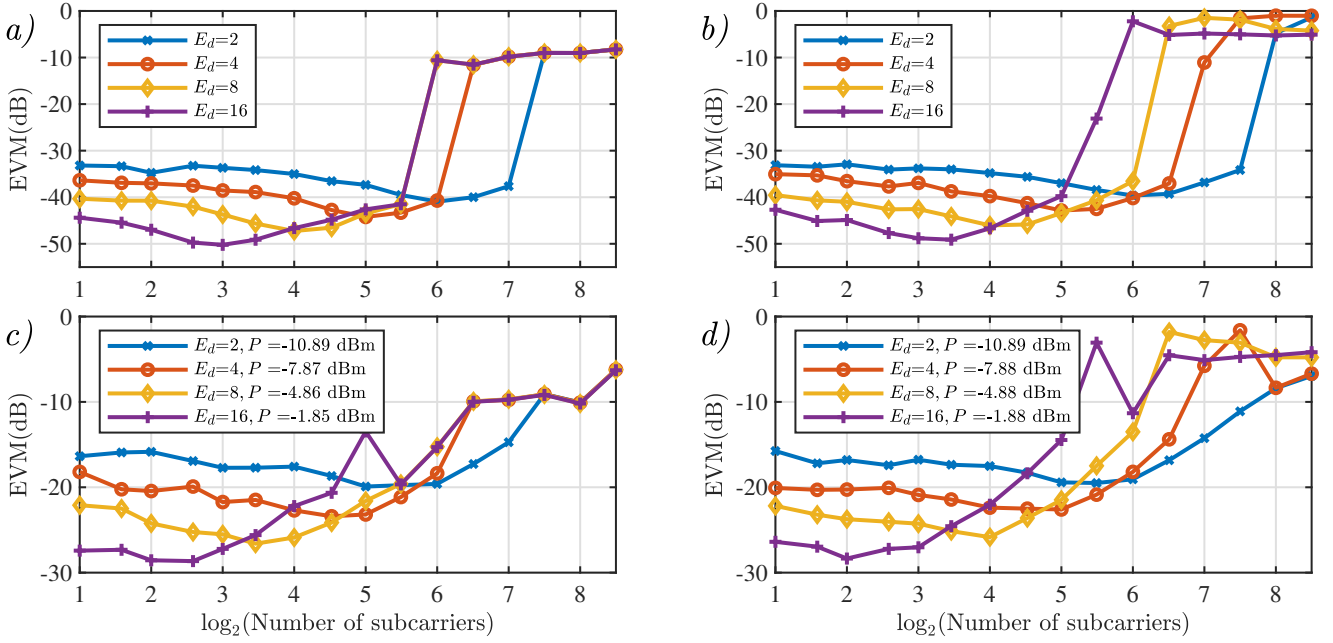 a)
EVM(dB)
0
-10
-20
-30
-40
-50
E_d=2
E_d=4
E_d=8
E_d=16
1 2 3 4 5 6 7 8
b)
EVM(dB)
0
-10
-20
-30
-40
-50
E_d=2
E_d=4
E_d=8
E_d=16
1 2 3 4 5 6 7 8
c)
EVM(dB)
0
-10
-20
-30
E_d=2, P =-10.89 dBm
E_d=4, P =-7.87 dBm
E_d=8, P =-4.86 dBm
E_d=16, P =-1.85 dBm
1 2 3 4 5 6 7 8
log₂(Number of subcarriers)
d)
EVM(dB)
0
-10
-20
-30
E_d=2, P =-10.89 dBm
E_d=4, P =-7.88 dBm
E_d=8, P =-4.88 dBm
E_d=16, P =-1.88 dBm
1 2 3 4 5 6 7 8
log₂(Number of subcarriers)